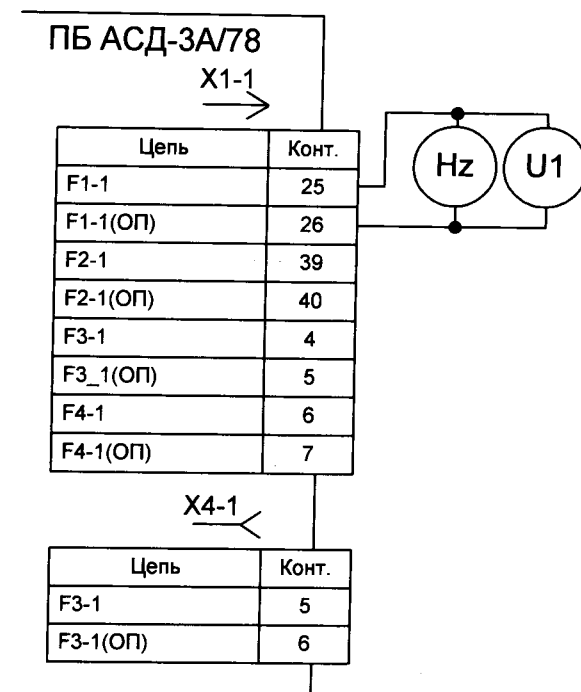 ПБ АСД-3А/78
X1-1
Цепь Конт.
F1-1 25
F1-1(ОП) 26
F2-1 39
F2-1(ОП) 40
F3-1 4
F3_1(ОП) 5
F4-1 6
F4-1(ОП) 7
Hz U1
X4-1
Цепь Конт.
F3-1 5
F3-1(ОП) 6